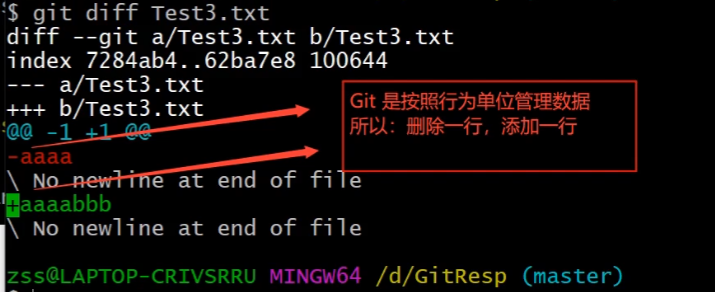 $ git diff Test3.txt
diff --git a/Test3.txt b/Test3.txt
index 7284ab4..62ba7e8 100644
--- a/Test3.txt
+++ b/Test3.txt
@@ -1 +1 @@
-aaaa
\ No newline at end of file
+aaaabbb
\ No newline at end of file
Git 是按照行为单位管理数据
所以：删除一行，添加一行
zss@LAPTOP-CRIVSRRU MINGW64 /d/GitResp (master)